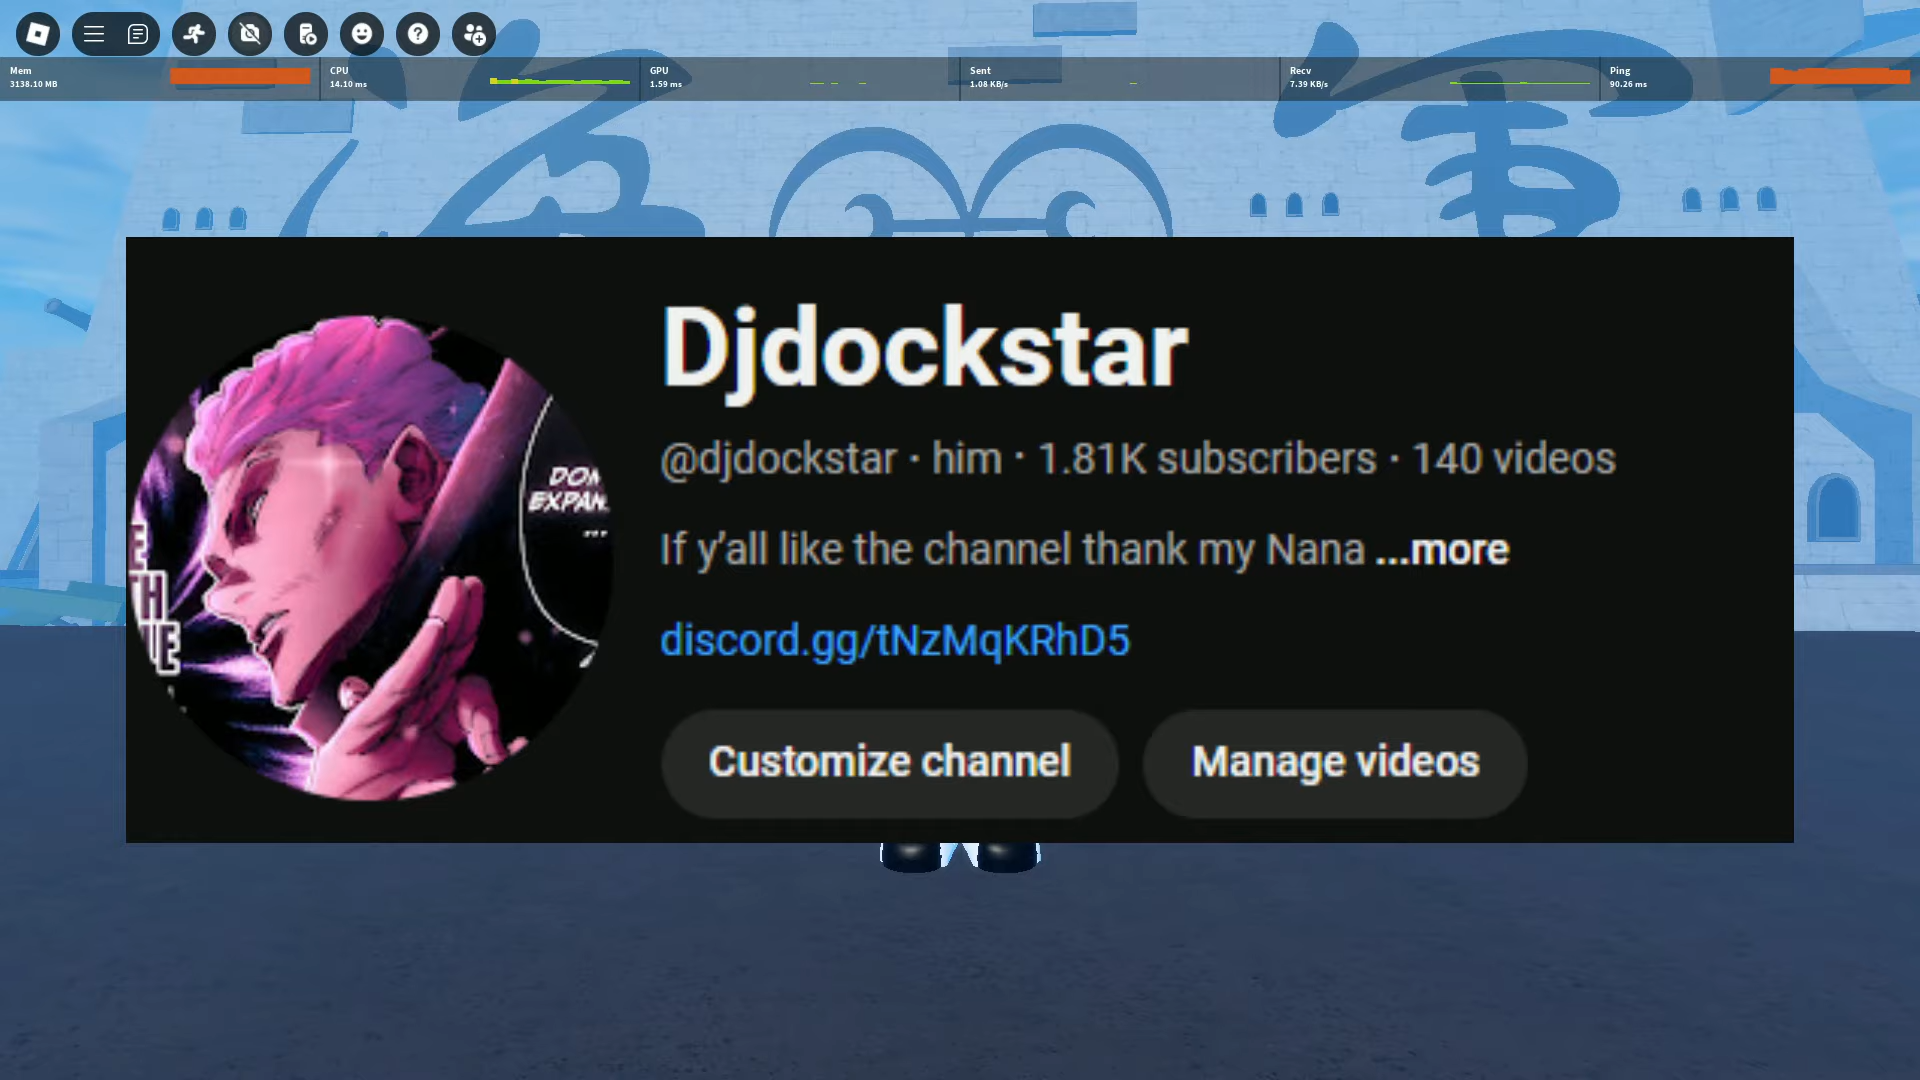 Mem
3138.10 MB
CPU
14.10 ms
GPU
1.59 ms
Sent
1.08 KB/s
Recv
7.39 KB/s
Ping
90.26 ms
Djdockstar
@djdockstar · him · 1.81K subscribers · 140 videos
If y'all like the channel thank my Nana ...more
discord.gg/tNzMqKRhD5
Customize channel
Manage videos
DOM
EXPAN
...
E
TH